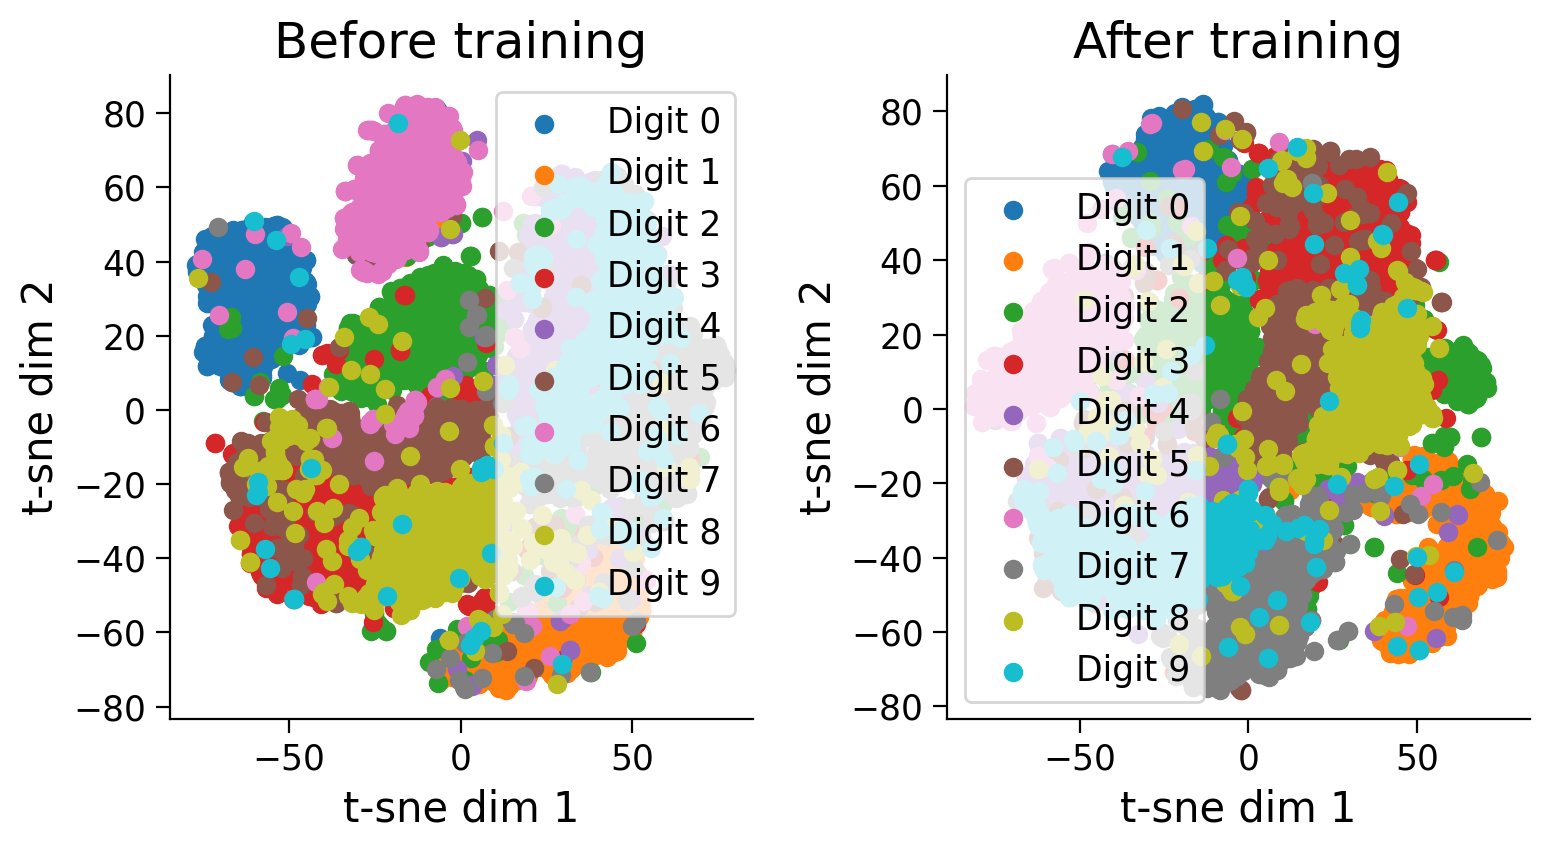 Before training
80
60
40
20
0
−20
−40
−60
−80
−50
0
50
t-sne dim 1
t-sne dim 2
Digit 0
Digit 1
Digit 2
Digit 3
Digit 4
Digit 5
Digit 6
Digit 7
Digit 8
Digit 9
After training
80
60
40
20
0
−20
−40
−60
−80
−50
0
50
t-sne dim 1
t-sne dim 2
Digit 0
Digit 1
Digit 2
Digit 3
Digit 4
Digit 5
Digit 6
Digit 7
Digit 8
Digit 9